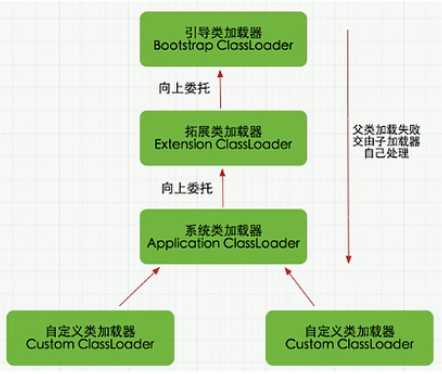 引导类加载器
Bootstrap ClassLoader
向上委托
父类加载失败
交由子加载器
自己处理
拓展类加载器
Extension ClassLoader
向上委托
系统类加载器
Application ClassLoader
自定义类加载器
Custom ClassLoader
自定义类加载器
Custom ClassLoader